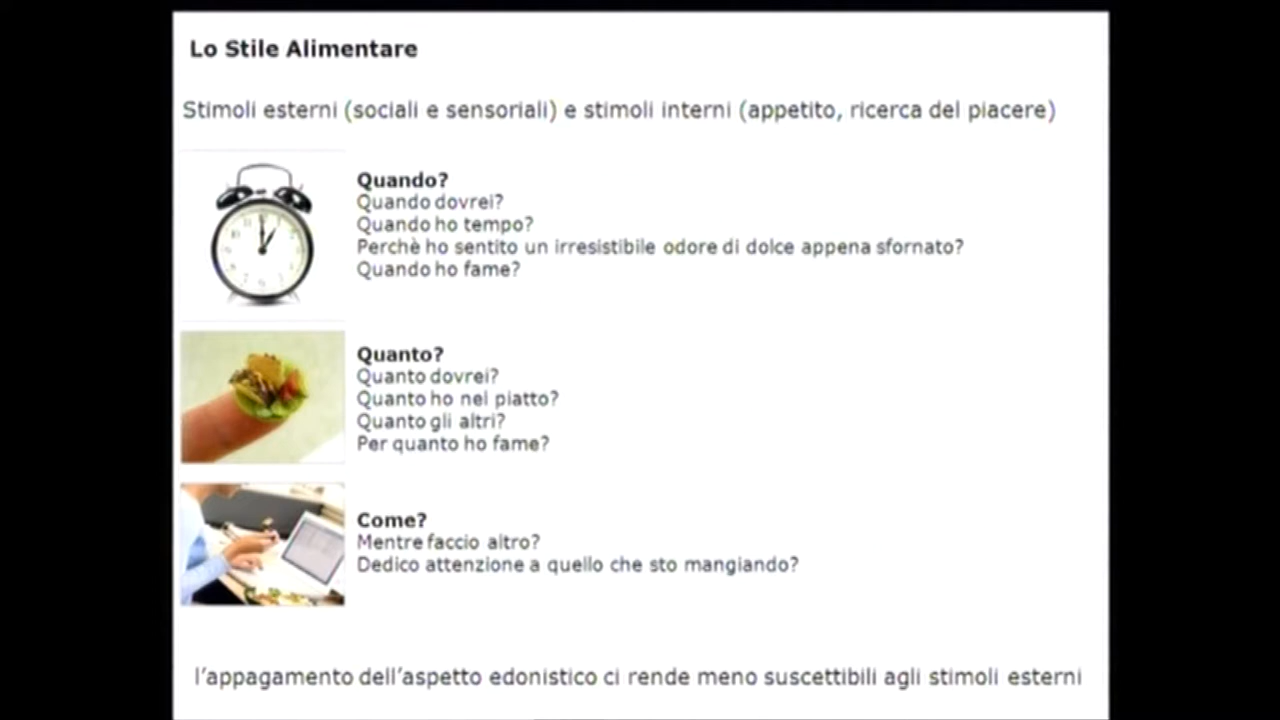 Lo Stile Alimentare
Stimoli esterni (sociali e sensoriali) e stimoli interni (appetito, ricerca del piacere)
Quando?
Quando dovrei?
Quando ho tempo?
Perchè ho sentito un irresistibile odore di dolce appena sfornato?
Quando ho fame?
Quanto?
Quanto dovrei?
Quanto ho nel piatto?
Quanto gli altri?
Per quanto ho fame?
Come?
Mentre faccio altro?
Dedico attenzione a quello che sto mangiando?
l'appagamento dell'aspetto edonistico ci rende meno suscettibili agli stimoli esterni